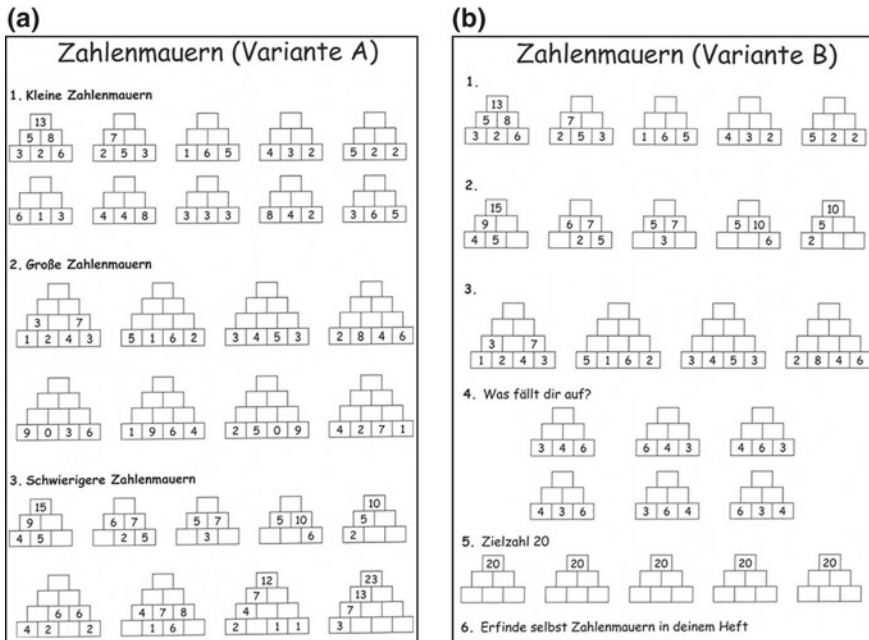 (a)
Zahlenmauern (Variante A)
1. Kleine Zahlenmauern
13
5 8 7
3 2 6 2 5 3 1 6 5 4 3 2 5 2 2
6 1 3 4 4 8 3 3 3 8 4 2 3 6 5
2. Große Zahlenmauern
3 7
1 2 4 3 5 1 6 2 3 4 5 3 2 8 4 6
9 0 3 6 1 9 6 4 2 5 0 9 4 2 7 1
3. Schwierigere Zahlenmauern
15 10
9 6 7 5 7 5 10 5
4 5 2 5 3 6 2
12 23
7 13
6 6 4 7 8 4 7
4 2 2 1 6 2 1 1 3
(b)
Zahlenmauern (Variante B)
1.
13
5 8 7
3 2 6 2 5 3 1 6 5 4 3 2 5 2 2
2.
15 10
9 6 7 5 7 5 10 5
4 5 2 5 3 6 2
3.
3 7
1 2 4 3 5 1 6 2 3 4 5 3 2 8 4 6
4. Was fällt dir auf?
3 4 6 6 4 3 4 6 3
4 3 6 3 6 4 6 3 4
5. Zielzahl 20
20 20 20 20 20
6. Erfinde selbst Zahlenmauern in deinem Heft